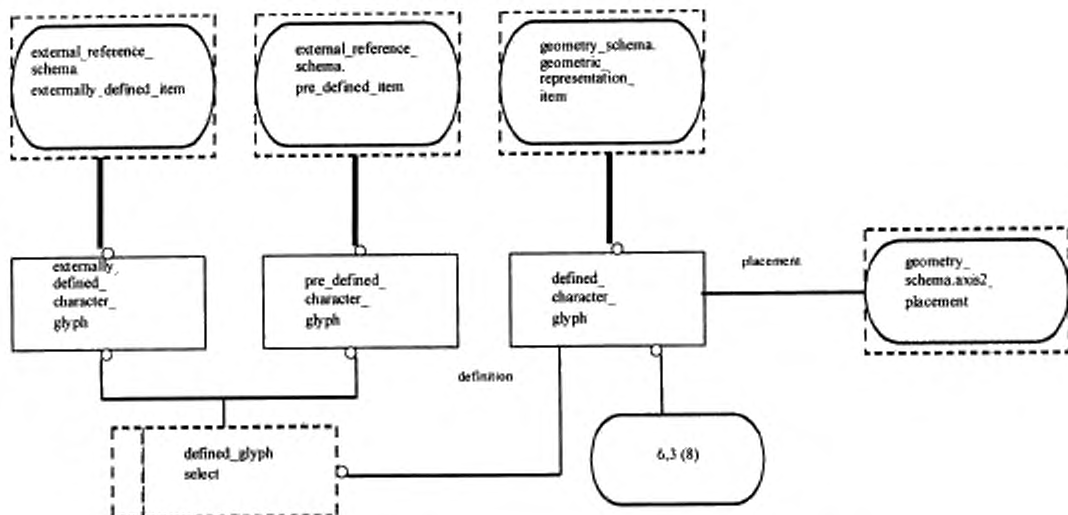 external_reference_
schema.
externally_defined_item
external_reference_
schema.
pre_defined_item
geometry_schema.
geometric_
representation_
item
externally_
defined_
character_
glyph
pre_defined_
character_
glyph
defined_
character_
glyph
placement
geometry_
schema.axis2_
placement
definition
defined_glyph
select
6,3 (8)